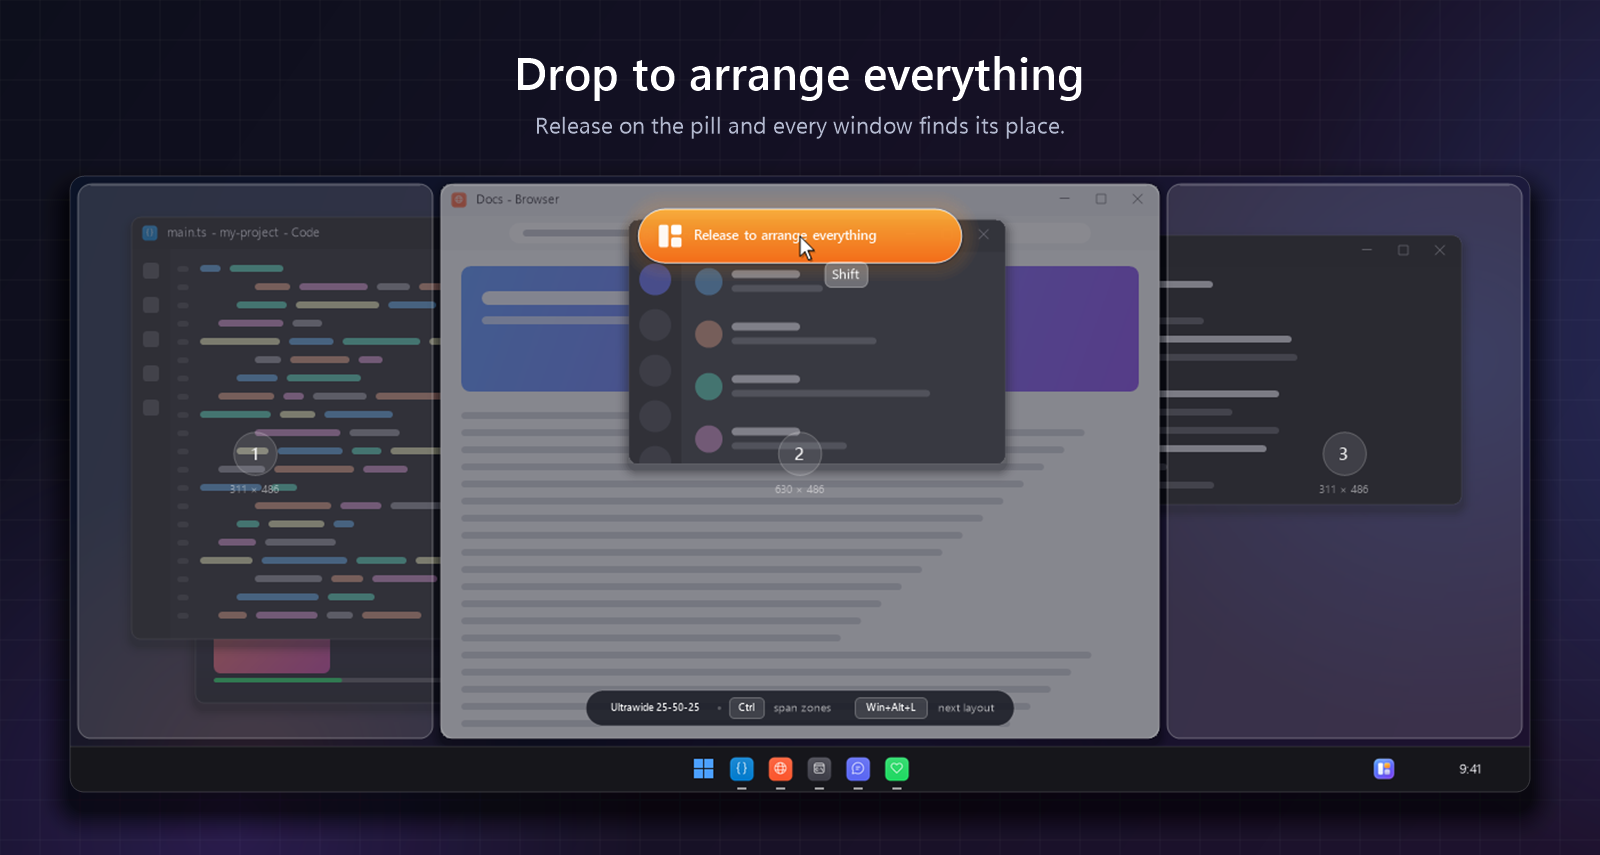 Drop to arrange everything
Release on the pill and every window finds its place.
Docs - Browser
main.ts - my-project - Code
Release to arrange everything
Shift
1
311 × 486
2
630 × 486
3
311 × 486
Ultrawide 25-50-25 • Ctrl span zones Win+Alt+L next layout
9:41